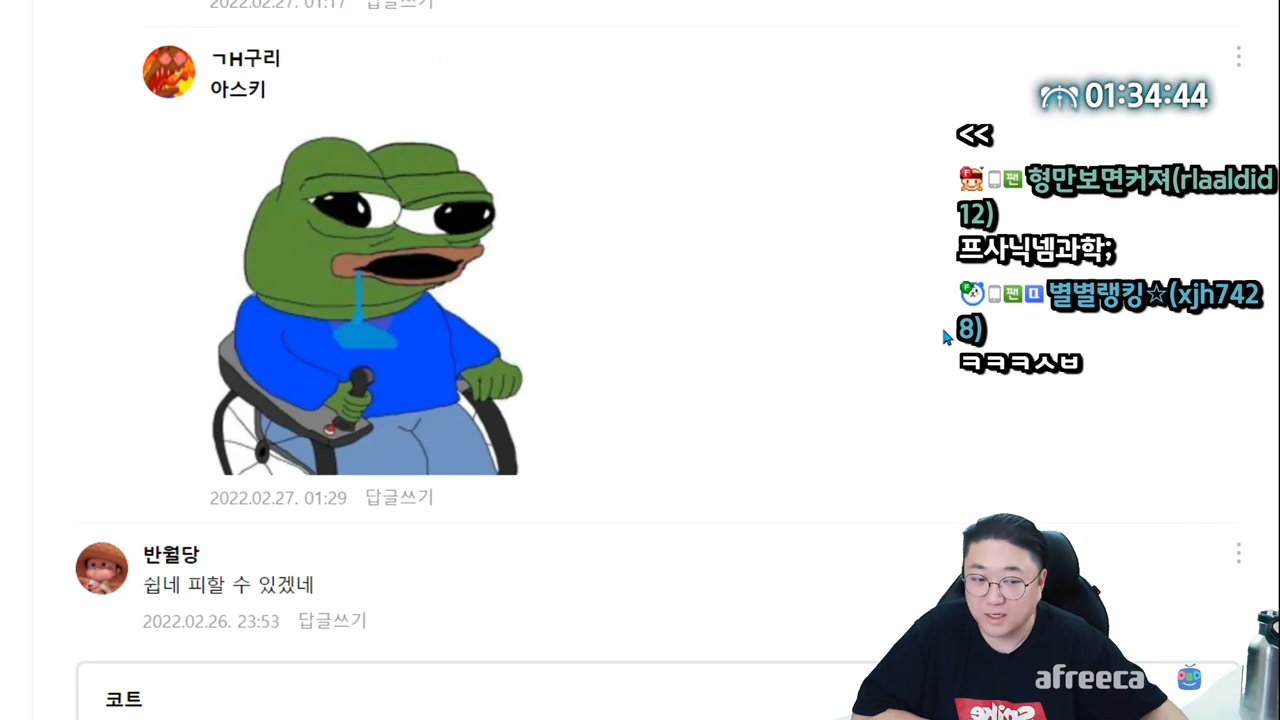 2022.02.27. 01:17 답글쓰기
ㄱH구리
아스키
2022.02.27. 01:29 답글쓰기
반월당
쉽네 피할 수 있겠네
2022.02.26. 23:53 답글쓰기
코트
01:34:44
<<
팬 형만보면커져(rlaaldid
12)
프사닉넴과학;
팬 별별랭킹☆(xjh742
8)
ㅋㅋㅋㅅㅂ
afreeca